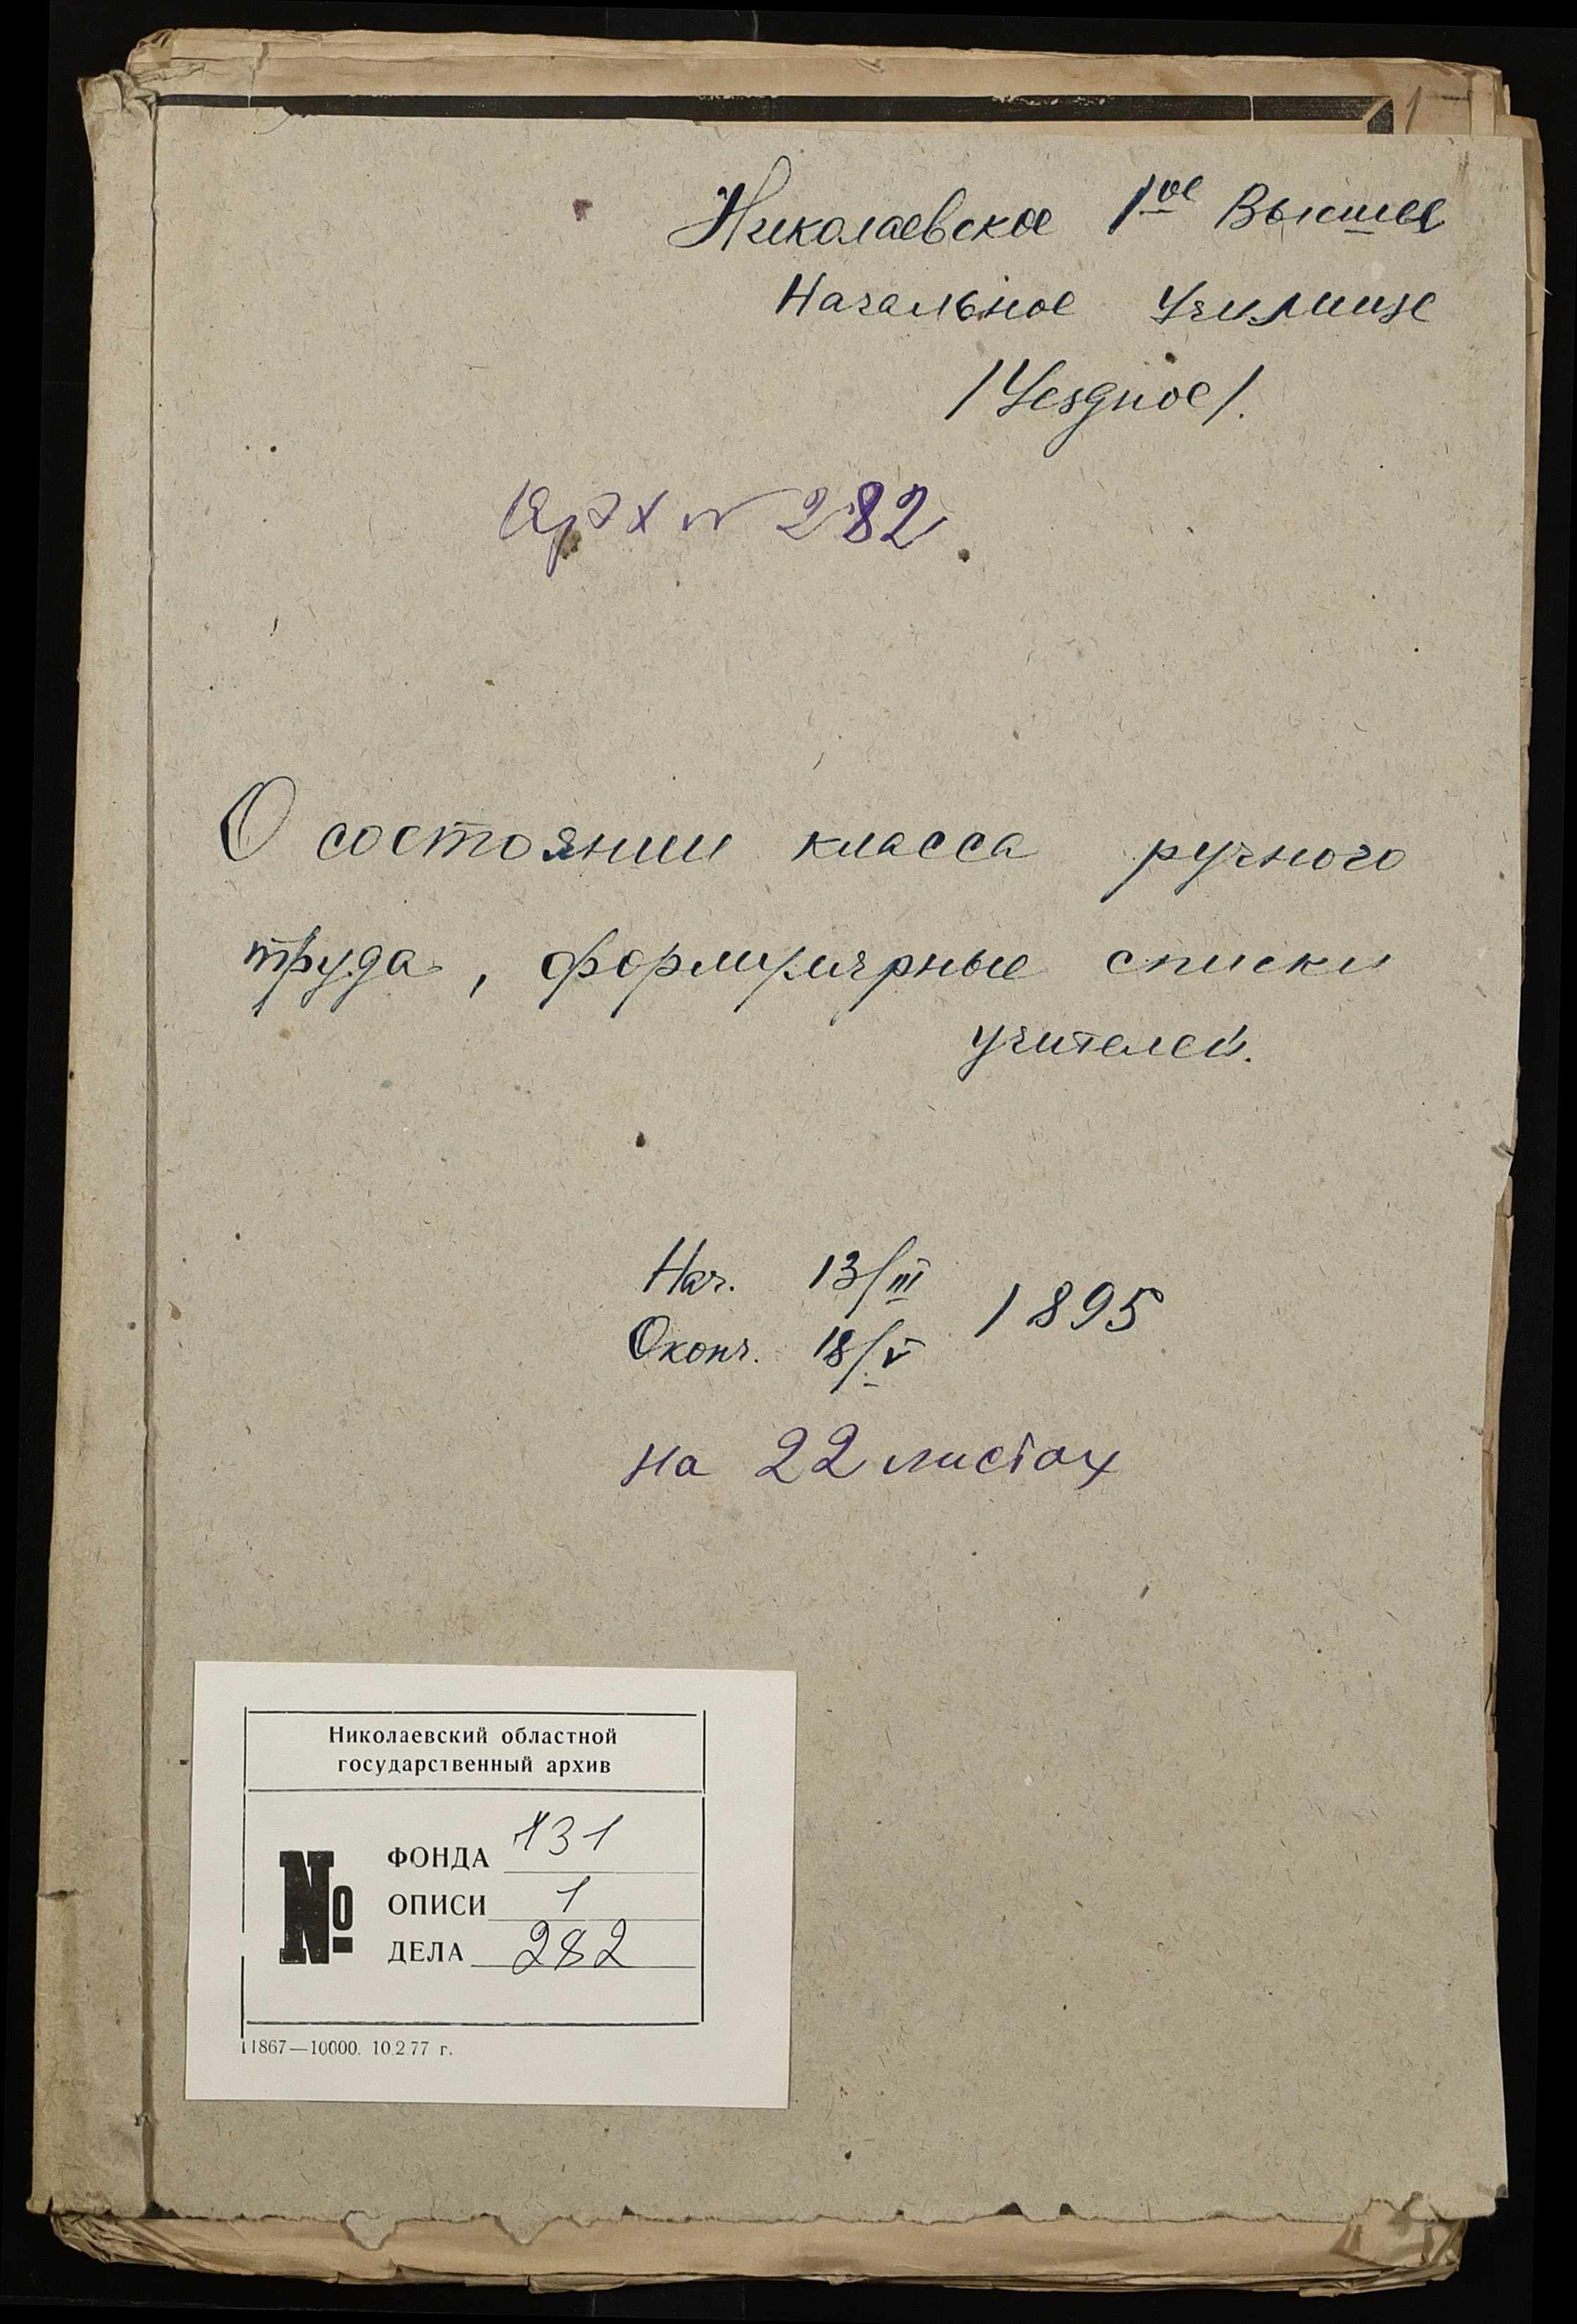 Николаевское 1ое Высшее
Начальное Училище
/Уездное/.
Арх № 282.
О состоянии класса ручного
труда, формулярные списки
учителей.
Нач. 13/III 1895
Оконч. 18/V
на 22 листах
Николаевский областной
государственный архив
№
ФОНДА 131
ОПИСИ 1
ДЕЛА 282
11867—10000. 10.2.77 г.